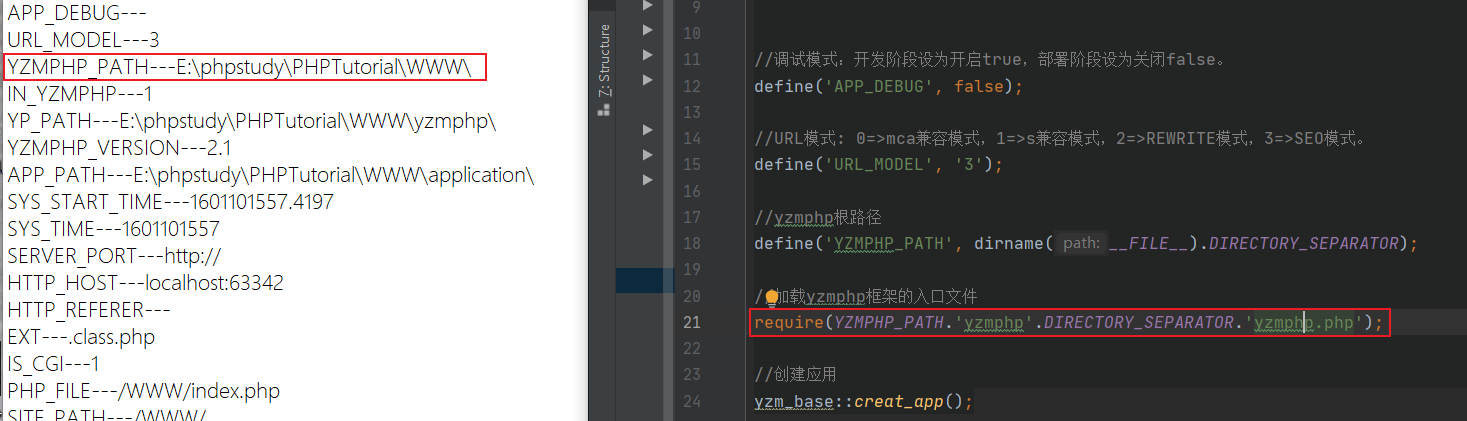 APP_DEBUG---
URL_MODEL---3
YZMPHP_PATH---E:\phpstudy\PHPTutorial\WWW\
IN_YZMPHP---1
YP_PATH---E:\phpstudy\PHPTutorial\WWW\yzmphp\
YZMPHP_VERSION---2.1
APP_PATH---E:\phpstudy\PHPTutorial\WWW\application\
SYS_START_TIME---1601101557.4197
SYS_TIME---1601101557
SERVER_PORT---http://
HTTP_HOST---localhost:63342
HTTP_REFERER---
EXT---.class.php
IS_CGI---1
PHP_FILE---/WWW/index.php
SITE_PATH---/WWW/
7: Structure
9
10
11 //调试模式：开发阶段设为开启true，部署阶段设为关闭false。
12 define('APP_DEBUG', false);
13
14 //URL模式: 0=>mca兼容模式，1=>s兼容模式，2=>REWRITE模式，3=>SEO模式。
15 define('URL_MODEL', '3');
16
17 //yzmphp根路径
18 define('YZMPHP_PATH', dirname( path: __FILE__).DIRECTORY_SEPARATOR);
19
20 //加载yzmphp框架的入口文件
21 require(YZMPHP_PATH.'yzmphp'.DIRECTORY_SEPARATOR.'yzmphp.php');
22
23 //创建应用
24 yzm_base::creat_app();